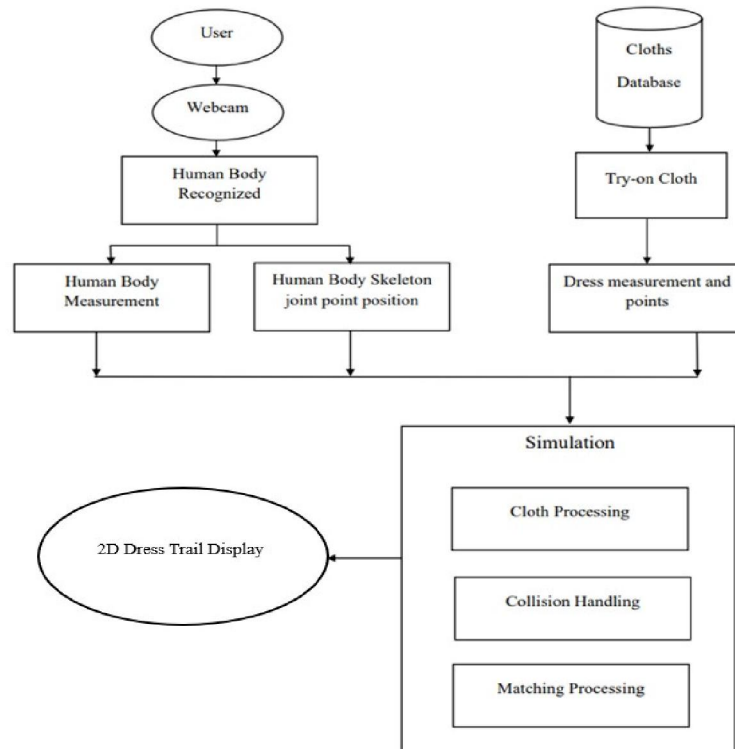 User
Webcam
Human Body
Recognized
Human Body
Measurement
Human Body Skeleton
joint point position
Cloths
Database
Try-on Cloth
Dress measurement and
points
Simulation
Cloth Processing
Collision Handling
Matching Processing
2D Dress Trail Display